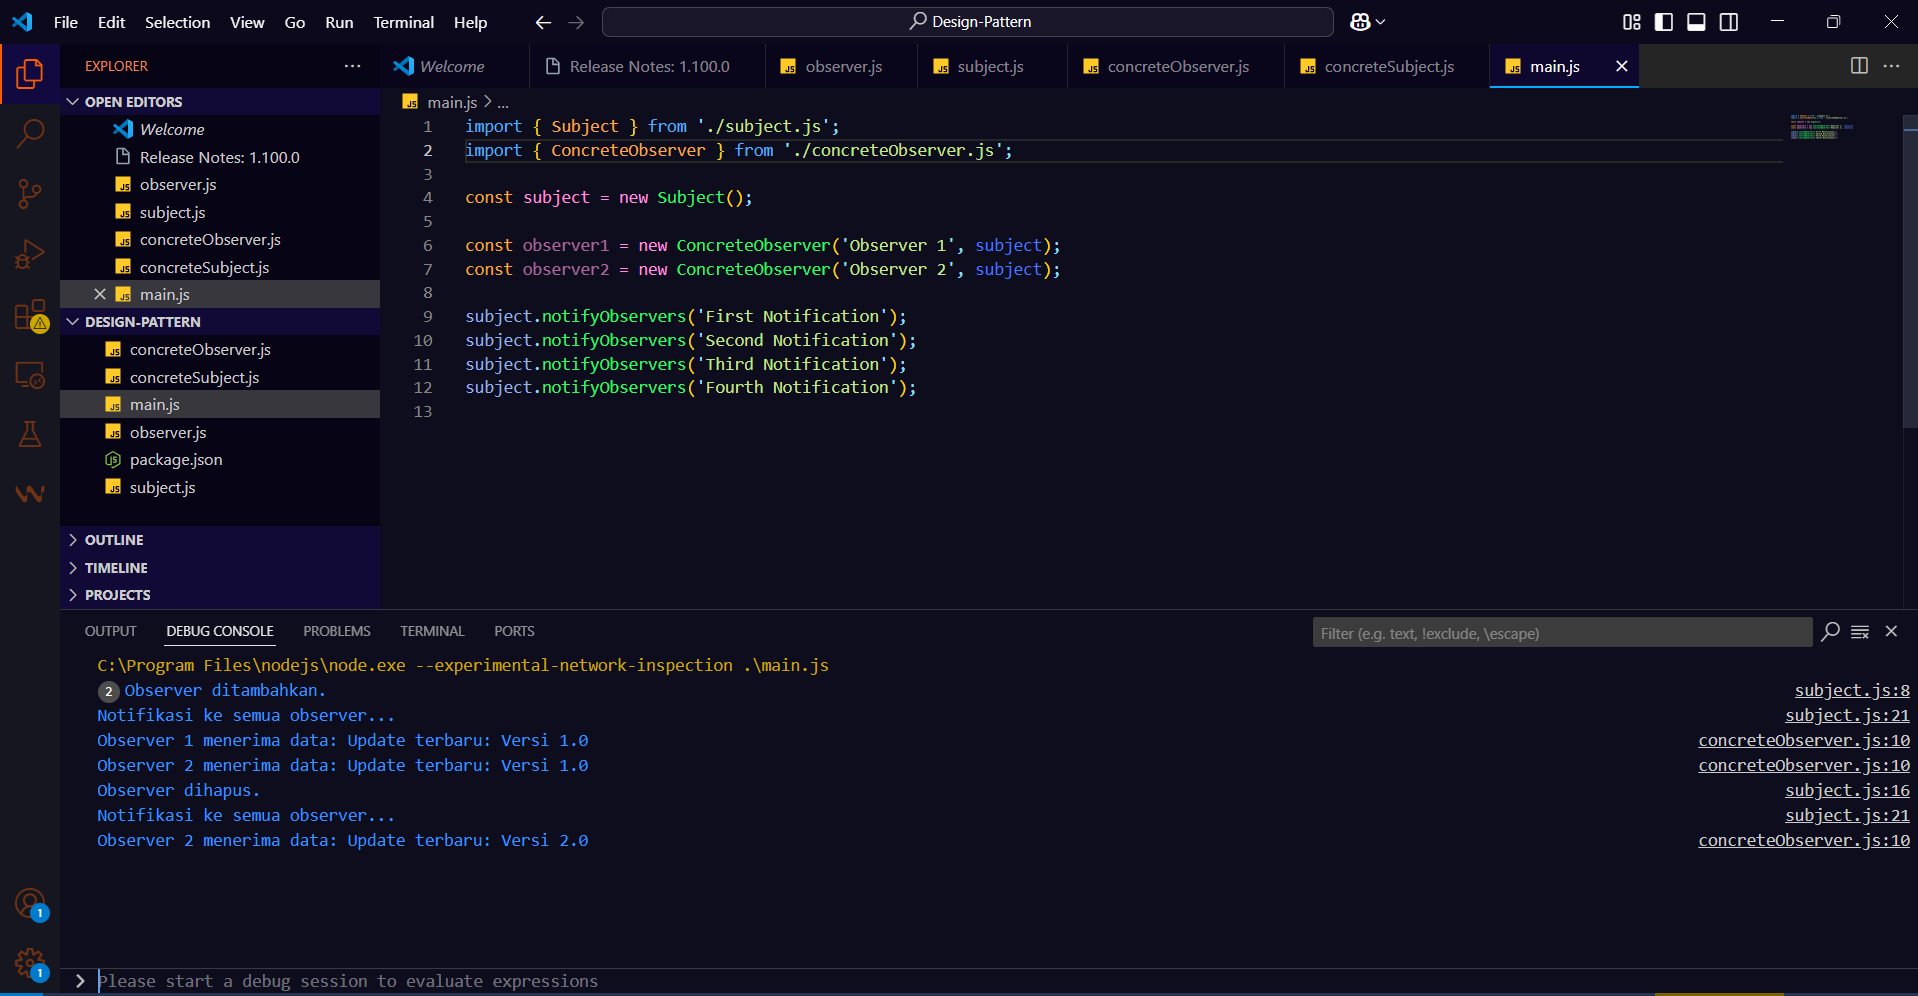 File Edit Selection View Go Run Terminal Help
Design-Pattern
EXPLORER
OPEN EDITORS
Welcome
Release Notes: 1.100.0
observer.js
subject.js
concreteObserver.js
concreteSubject.js
main.js
DESIGN-PATTERN
concreteObserver.js
concreteSubject.js
main.js
observer.js
package.json
subject.js
OUTLINE
TIMELINE
PROJECTS
Welcome Release Notes: 1.100.0 observer.js subject.js concreteObserver.js concreteSubject.js main.js
main.js > ...
1 import { Subject } from './subject.js';
2 import { ConcreteObserver } from './concreteObserver.js';
3
4 const subject = new Subject();
5
6 const observer1 = new ConcreteObserver('Observer 1', subject);
7 const observer2 = new ConcreteObserver('Observer 2', subject);
8
9 subject.notifyObservers('First Notification');
10 subject.notifyObservers('Second Notification');
11 subject.notifyObservers('Third Notification');
12 subject.notifyObservers('Fourth Notification');
13
OUTPUT DEBUG CONSOLE PROBLEMS TERMINAL PORTS
Filter (e.g. text, !exclude, \escape)
C:\Program Files\nodejs\node.exe --experimental-network-inspection .\main.js
2 Observer ditambahkan. subject.js:8
Notifikasi ke semua observer... subject.js:21
Observer 1 menerima data: Update terbaru: Versi 1.0 concreteObserver.js:10
Observer 2 menerima data: Update terbaru: Versi 1.0 concreteObserver.js:10
Observer dihapus. subject.js:16
Notifikasi ke semua observer... subject.js:21
Observer 2 menerima data: Update terbaru: Versi 2.0 concreteObserver.js:10
1
1
> Please start a debug session to evaluate expressions